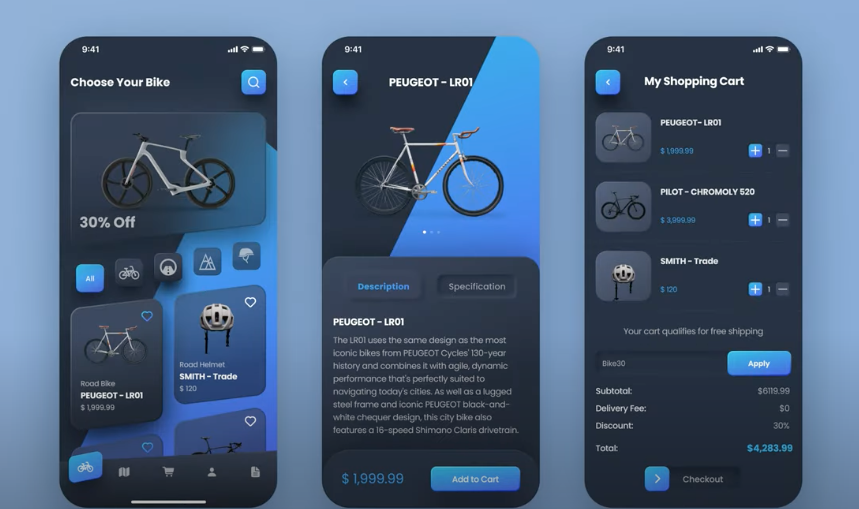 9:41
Choose Your Bike
30% Off
All
Road Bike
PEUGEOT - LR01
$ 1,999.99
Road Helmet
SMITH - Trade
$ 120
9:41
PEUGEOT - LR01
Description
Specification
PEUGEOT - LR01
The LR01 uses the same design as the most
iconic bikes from PEUGEOT Cycles' 130-year
history and combines it with agile, dynamic
performance that's perfectly suited to
navigating today's cities. As well as a lugged
steel frame and iconic PEUGEOT black-and-
white chequer design, this city bike also
features a 16-speed Shimano Claris drivetrain.
$ 1,999.99
Add to Cart
9:41
My Shopping Cart
PEUGEOT- LR01
$ 1,999.99
1
PILOT - CHROMOLY 520
$ 3,999.99
1
SMITH - Trade
$ 120
1
Your cart qualifies for free shipping
Bike30
Apply
Subtotal: $6119.99
Delivery Fee: $0
Discount: 30%
Total: $4,283.99
Checkout